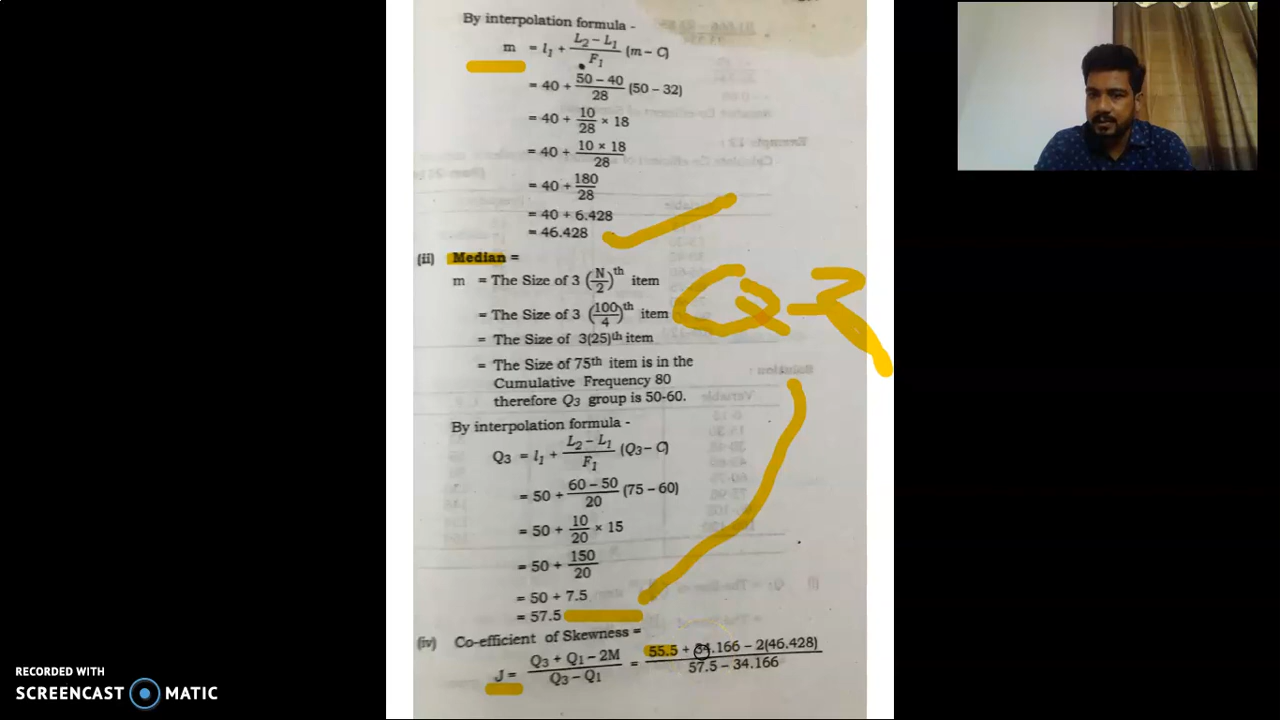 By interpolation formula -
m = l₁ + (L₂ – L₁)/F₁ (m – C)
= 40 + (50 – 40)/28 (50 – 32)
= 40 + 10/28 × 18
= 40 + (10 × 18)/28
= 40 + 180/28
= 40 + 6.428
= 46.428
(ii) Median =
m = The Size of 3 (N/2)th item
= The Size of 3 (100/4)th item
= The Size of 3(25)th item
= The Size of 75th item is in the
Cumulative Frequency 80
therefore Q3 group is 50-60.
By interpolation formula -
Q3 = l₁ + (L₂ – L₁)/F₁ (Q3 – C)
= 50 + (60 – 50)/20 (75 – 60)
= 50 + 10/20 × 15
= 50 + 150/20
= 50 + 7.5
= 57.5
(iv) Co-efficient of Skewness =
J = (Q3 + Q1 – 2M)/(Q3 – Q1) = (55.5 + 34.166 – 2(46.428))/(57.5 – 34.166)
RECORDED WITH
SCREENCAST MATIC